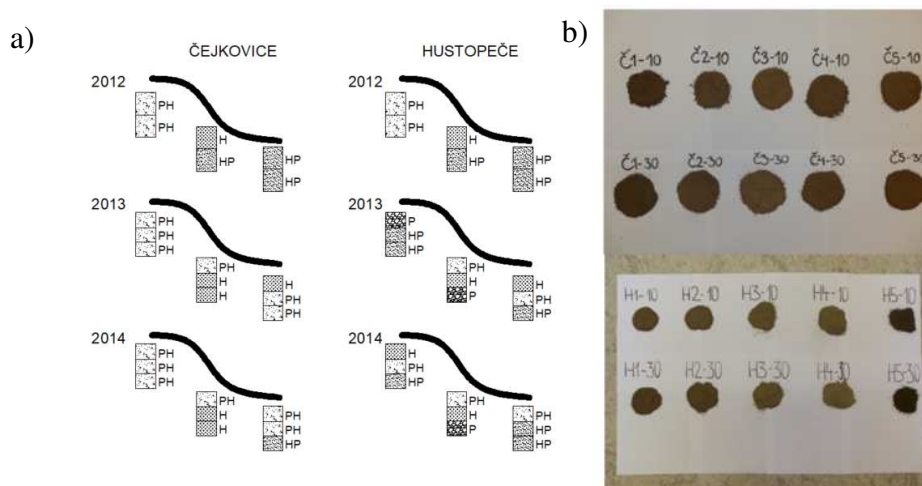 a)
ČEJKOVICE
2012
PH
PH
H
HP
HP
HP
2013
PH
PH
PH
PH
H
P
H
PH
PH
2014
PH
PH
PH
PH
H
H
PH
PH
HP
HUSTOPEČE
2012
PH
PH
H
HP
HP
HP
2013
P
HP
HP
PH
H
P
H
PH
HP
2014
H
PH
HP
PH
H
P
PH
HP
HP
b)
Č1-10 Č2-10 Č3-10 Č4-10 Č5-10
Č1-30 Č2-30 Č3-30 Č4-30 Č5-30
H1-10 H2-10 H3-10 H4-10 H5-10
H1-30 H2-30 H3-30 H4-30 H5-30